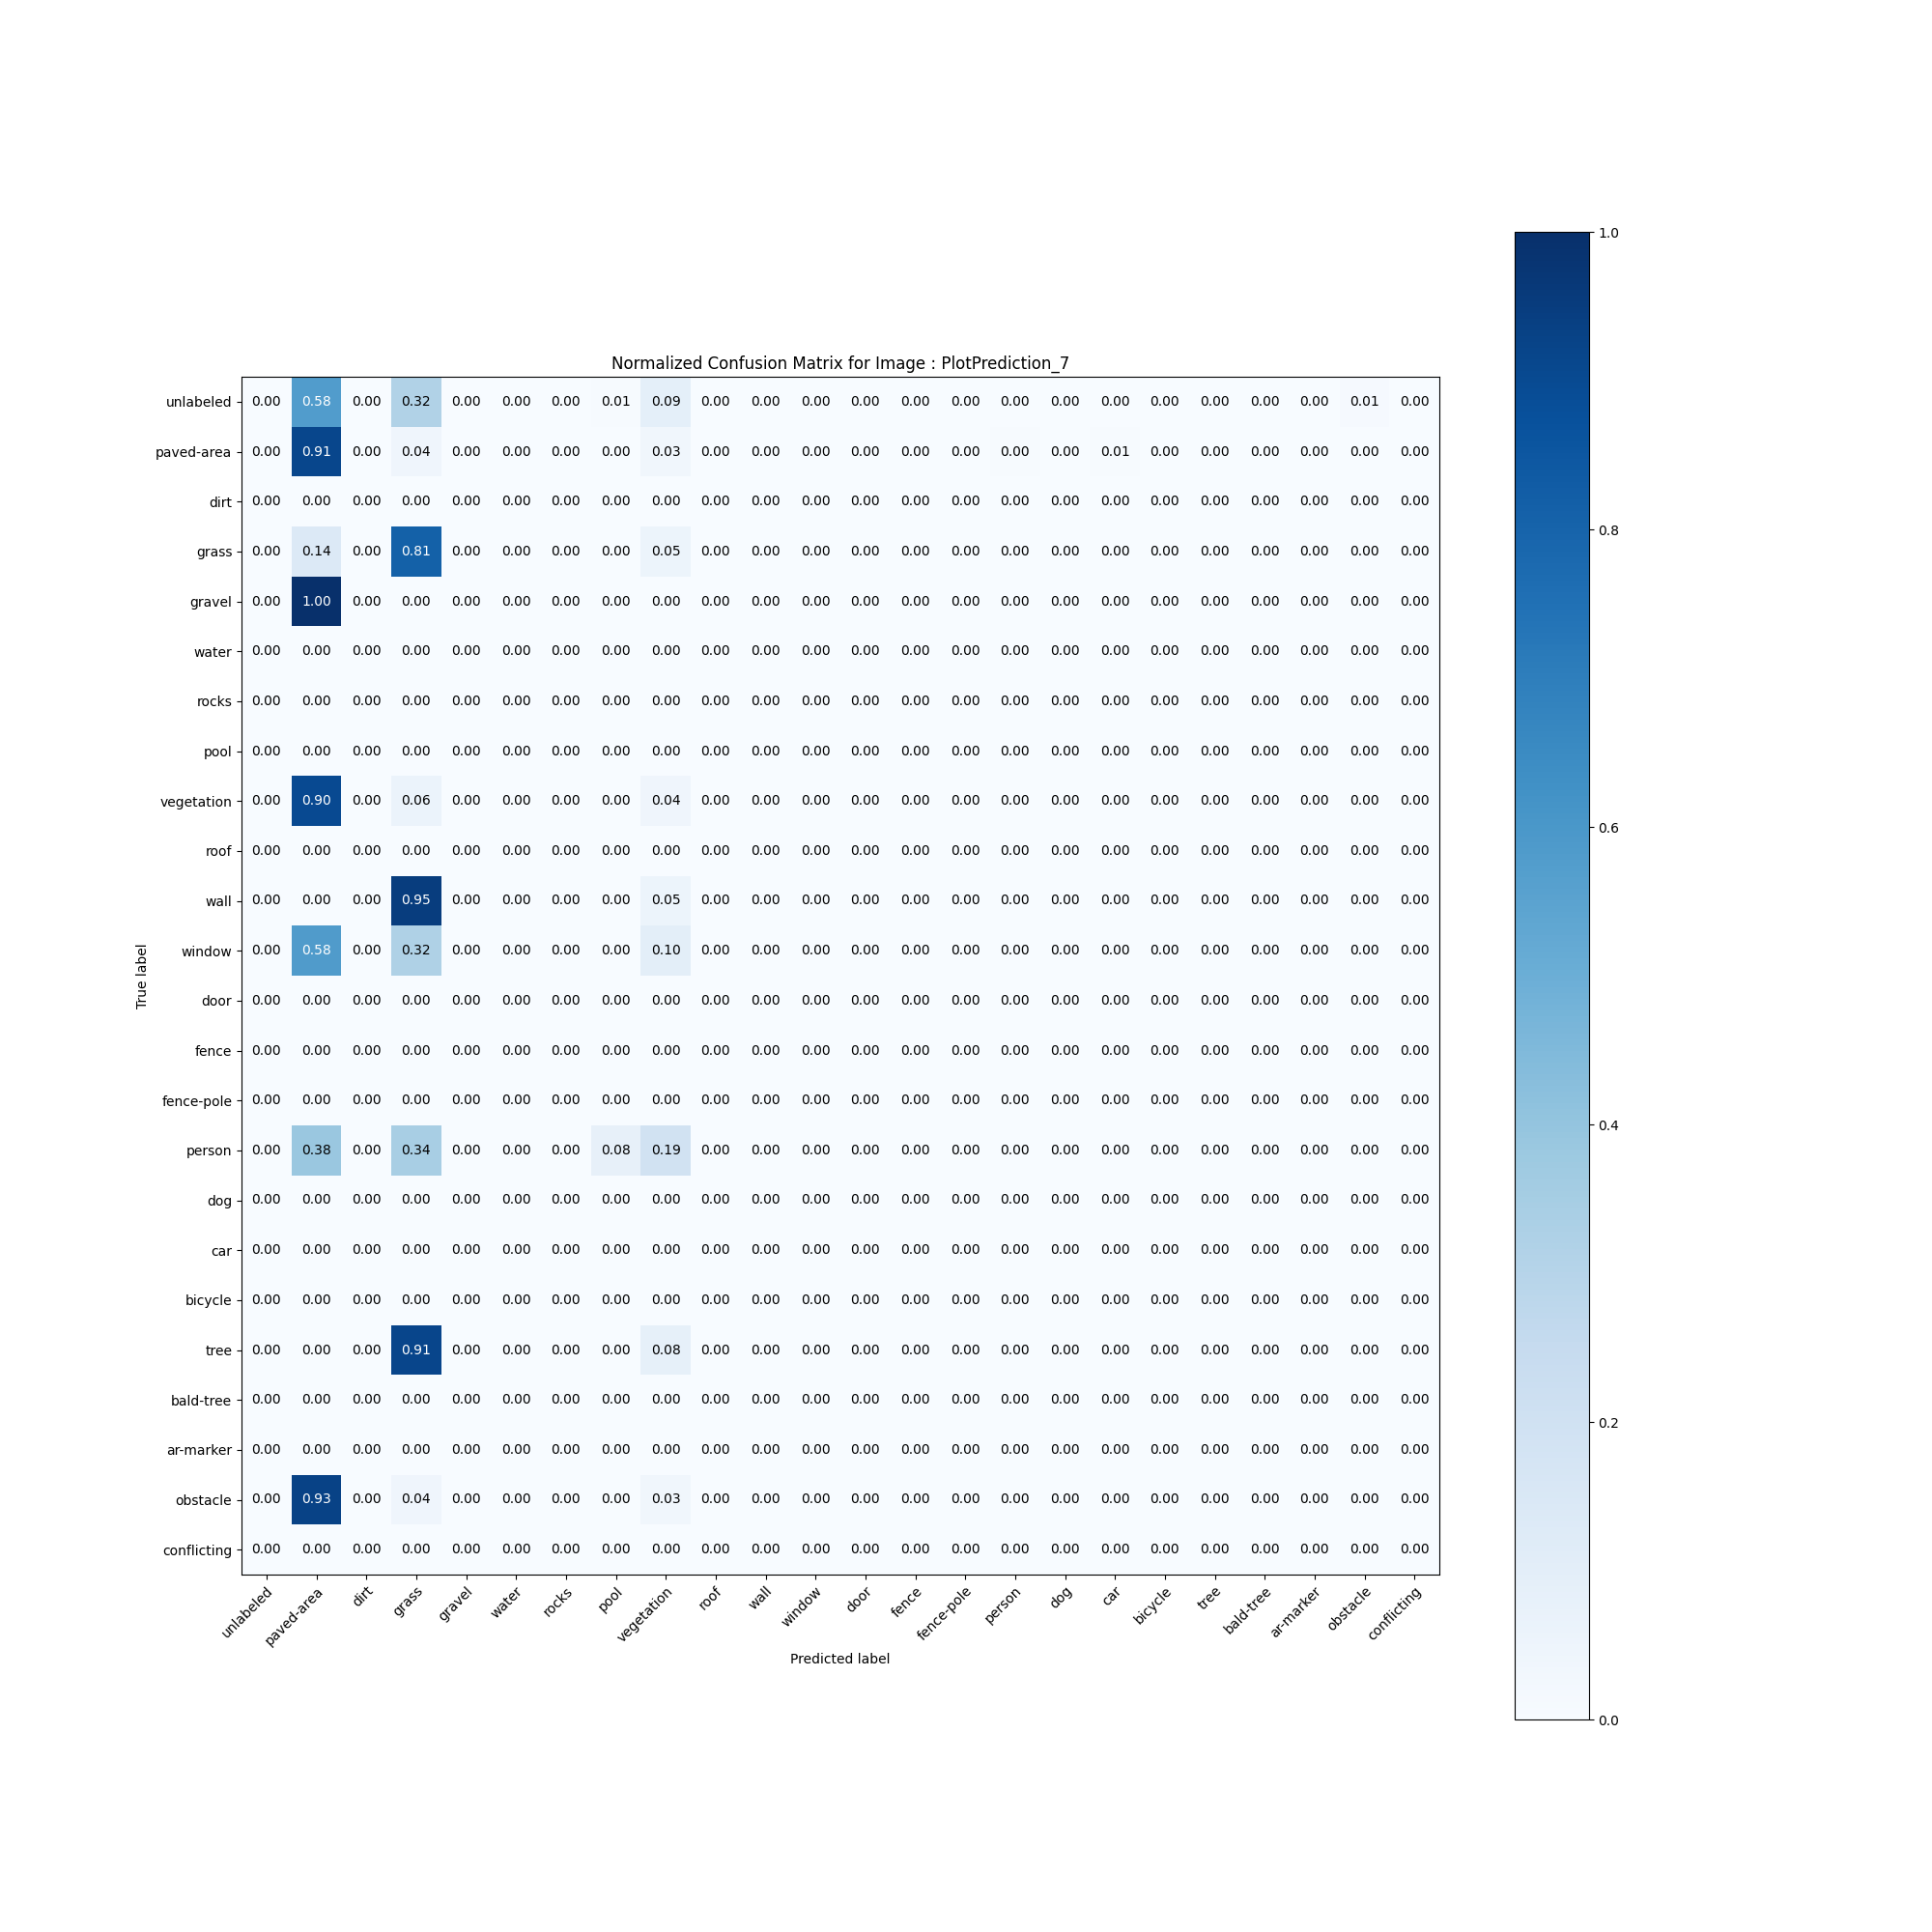 Normalized Confusion Matrix for Image : PlotPrediction_7
unlabeled 0.00 0.58 0.00 0.32 0.00 0.00 0.00 0.01 0.09 0.00 0.00 0.00 0.00 0.00 0.00 0.00 0.00 0.00 0.00 0.00 0.00 0.00 0.01 0.00
paved-area 0.00 0.91 0.00 0.04 0.00 0.00 0.00 0.00 0.03 0.00 0.00 0.00 0.00 0.00 0.00 0.00 0.00 0.01 0.00 0.00 0.00 0.00 0.00 0.00
dirt 0.00 0.00 0.00 0.00 0.00 0.00 0.00 0.00 0.00 0.00 0.00 0.00 0.00 0.00 0.00 0.00 0.00 0.00 0.00 0.00 0.00 0.00 0.00 0.00
grass 0.00 0.14 0.00 0.81 0.00 0.00 0.00 0.00 0.05 0.00 0.00 0.00 0.00 0.00 0.00 0.00 0.00 0.00 0.00 0.00 0.00 0.00 0.00 0.00
gravel 0.00 1.00 0.00 0.00 0.00 0.00 0.00 0.00 0.00 0.00 0.00 0.00 0.00 0.00 0.00 0.00 0.00 0.00 0.00 0.00 0.00 0.00 0.00 0.00
water 0.00 0.00 0.00 0.00 0.00 0.00 0.00 0.00 0.00 0.00 0.00 0.00 0.00 0.00 0.00 0.00 0.00 0.00 0.00 0.00 0.00 0.00 0.00 0.00
rocks 0.00 0.00 0.00 0.00 0.00 0.00 0.00 0.00 0.00 0.00 0.00 0.00 0.00 0.00 0.00 0.00 0.00 0.00 0.00 0.00 0.00 0.00 0.00 0.00
pool 0.00 0.00 0.00 0.00 0.00 0.00 0.00 0.00 0.00 0.00 0.00 0.00 0.00 0.00 0.00 0.00 0.00 0.00 0.00 0.00 0.00 0.00 0.00 0.00
vegetation 0.00 0.90 0.00 0.06 0.00 0.00 0.00 0.00 0.04 0.00 0.00 0.00 0.00 0.00 0.00 0.00 0.00 0.00 0.00 0.00 0.00 0.00 0.00 0.00
roof 0.00 0.00 0.00 0.00 0.00 0.00 0.00 0.00 0.00 0.00 0.00 0.00 0.00 0.00 0.00 0.00 0.00 0.00 0.00 0.00 0.00 0.00 0.00 0.00
wall 0.00 0.00 0.00 0.95 0.00 0.00 0.00 0.00 0.05 0.00 0.00 0.00 0.00 0.00 0.00 0.00 0.00 0.00 0.00 0.00 0.00 0.00 0.00 0.00
window 0.00 0.58 0.00 0.32 0.00 0.00 0.00 0.00 0.10 0.00 0.00 0.00 0.00 0.00 0.00 0.00 0.00 0.00 0.00 0.00 0.00 0.00 0.00 0.00
door 0.00 0.00 0.00 0.00 0.00 0.00 0.00 0.00 0.00 0.00 0.00 0.00 0.00 0.00 0.00 0.00 0.00 0.00 0.00 0.00 0.00 0.00 0.00 0.00
fence 0.00 0.00 0.00 0.00 0.00 0.00 0.00 0.00 0.00 0.00 0.00 0.00 0.00 0.00 0.00 0.00 0.00 0.00 0.00 0.00 0.00 0.00 0.00 0.00
fence-pole 0.00 0.00 0.00 0.00 0.00 0.00 0.00 0.00 0.00 0.00 0.00 0.00 0.00 0.00 0.00 0.00 0.00 0.00 0.00 0.00 0.00 0.00 0.00 0.00
person 0.00 0.38 0.00 0.34 0.00 0.00 0.00 0.08 0.19 0.00 0.00 0.00 0.00 0.00 0.00 0.00 0.00 0.00 0.00 0.00 0.00 0.00 0.00 0.00
dog 0.00 0.00 0.00 0.00 0.00 0.00 0.00 0.00 0.00 0.00 0.00 0.00 0.00 0.00 0.00 0.00 0.00 0.00 0.00 0.00 0.00 0.00 0.00 0.00
car 0.00 0.00 0.00 0.00 0.00 0.00 0.00 0.00 0.00 0.00 0.00 0.00 0.00 0.00 0.00 0.00 0.00 0.00 0.00 0.00 0.00 0.00 0.00 0.00
bicycle 0.00 0.00 0.00 0.00 0.00 0.00 0.00 0.00 0.00 0.00 0.00 0.00 0.00 0.00 0.00 0.00 0.00 0.00 0.00 0.00 0.00 0.00 0.00 0.00
tree 0.00 0.00 0.00 0.91 0.00 0.00 0.00 0.00 0.08 0.00 0.00 0.00 0.00 0.00 0.00 0.00 0.00 0.00 0.00 0.00 0.00 0.00 0.00 0.00
bald-tree 0.00 0.00 0.00 0.00 0.00 0.00 0.00 0.00 0.00 0.00 0.00 0.00 0.00 0.00 0.00 0.00 0.00 0.00 0.00 0.00 0.00 0.00 0.00 0.00
ar-marker 0.00 0.00 0.00 0.00 0.00 0.00 0.00 0.00 0.00 0.00 0.00 0.00 0.00 0.00 0.00 0.00 0.00 0.00 0.00 0.00 0.00 0.00 0.00 0.00
obstacle 0.00 0.93 0.00 0.04 0.00 0.00 0.00 0.00 0.03 0.00 0.00 0.00 0.00 0.00 0.00 0.00 0.00 0.00 0.00 0.00 0.00 0.00 0.00 0.00
conflicting 0.00 0.00 0.00 0.00 0.00 0.00 0.00 0.00 0.00 0.00 0.00 0.00 0.00 0.00 0.00 0.00 0.00 0.00 0.00 0.00 0.00 0.00 0.00 0.00
unlabeled paved-area dirt grass gravel water rocks pool vegetation roof wall window door fence fence-pole person dog car bicycle tree bald-tree ar-marker obstacle conflicting
Predicted label
True label
1.0
0.8
0.6
0.4
0.2
0.0